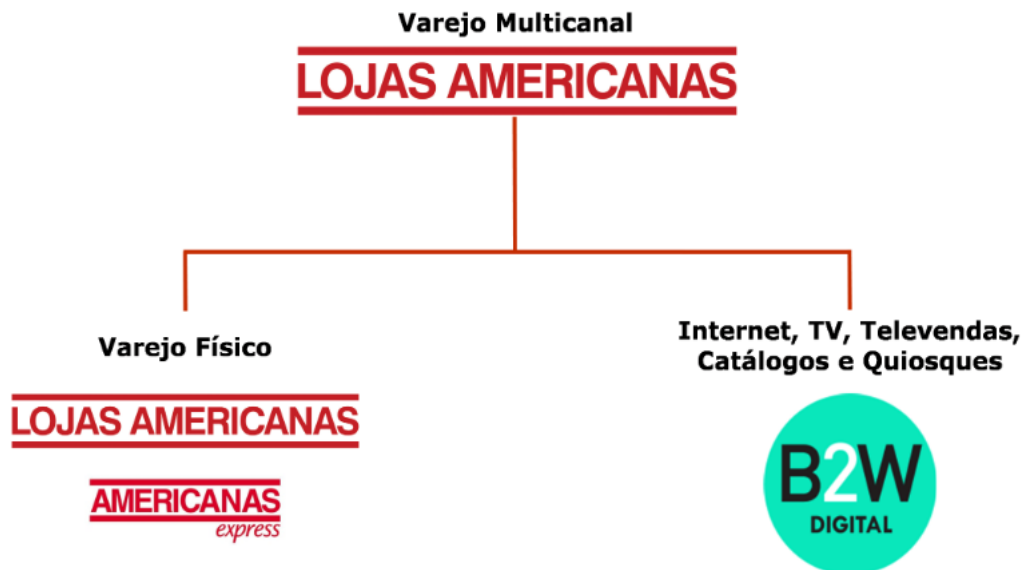 Varejo Multicanal
LOJAS AMERICANAS
Varejo Físico
LOJAS AMERICANAS
AMERICANAS
express
Internet, TV, Televendas,
Catálogos e Quiosques
B2W
DIGITAL